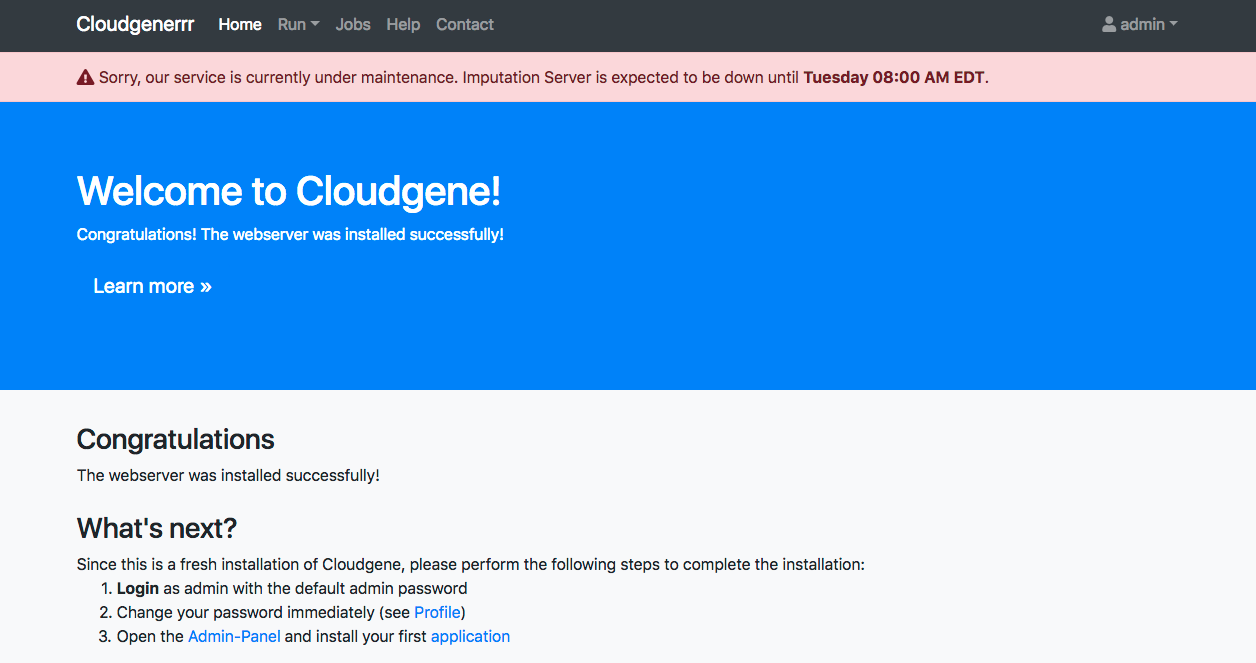 Cloudgenerrr Home Run Jobs Help Contact admin
Sorry, our service is currently under maintenance. Imputation Server is expected to be down until Tuesday 08:00 AM EDT.
Welcome to Cloudgene!
Congratulations! The webserver was installed successfully!
Learn more »
Congratulations
The webserver was installed successfully!
What's next?
Since this is a fresh installation of Cloudgene, please perform the following steps to complete the installation:
1. Login as admin with the default admin password
2. Change your password immediately (see Profile)
3. Open the Admin-Panel and install your first application